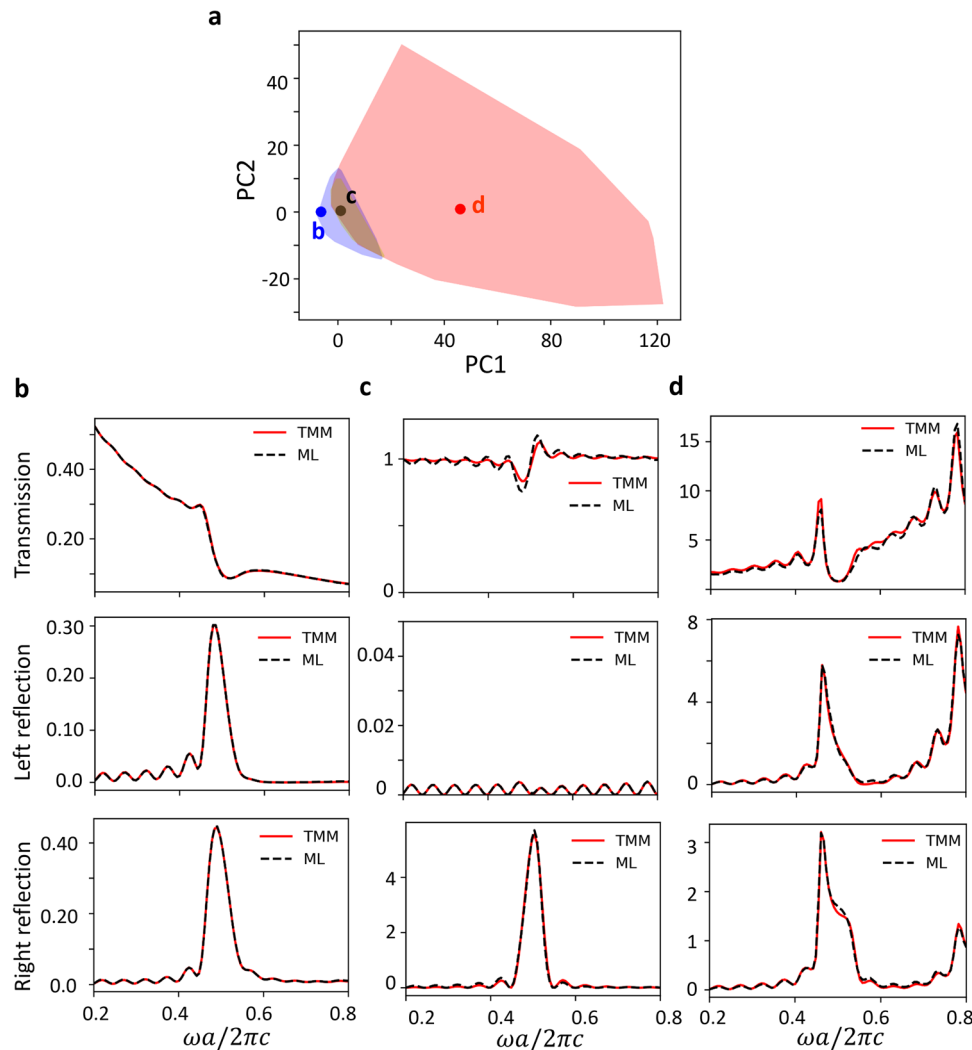 a
PC2
40
20
0
-20
c
b
d
0
40
80
120
PC1
b
c
d
Transmission
0.40
0.20
TMM
ML
1
0
TMM
ML
15
10
5
TMM
ML
Left reflection
0.30
0.20
0.10
0.0
TMM
ML
0.04
0.02
0
TMM
ML
8
4
0
TMM
ML
Right reflection
0.40
0.20
0.0
TMM
ML
4
2
0
TMM
ML
3
2
1
0
TMM
ML
0.2
0.4
0.6
0.8
0.4
0.6
0.8
0.2
0.4
0.6
0.8
ωa/2πc
ωa/2πc
ωa/2πc